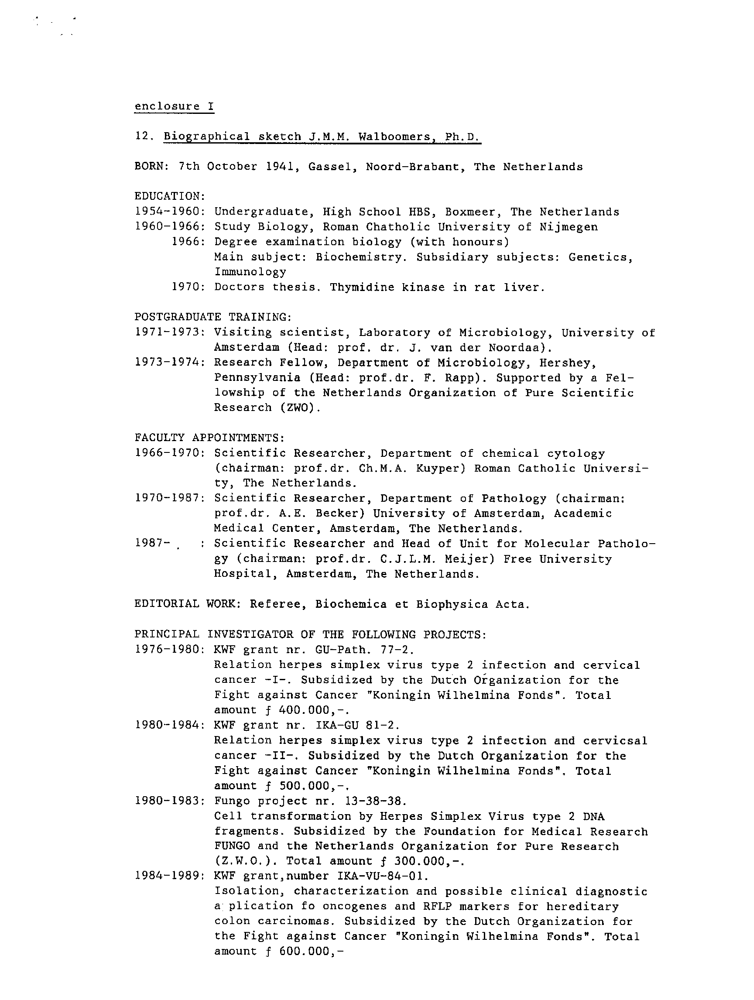 enclosure I
12. Biographical sketch J.M.M. Walboomers, Ph.D.
BORN: 7th October 1941, Gassel, Noord-Brabant, The Netherlands
EDUCATION:
1954-1960: Undergraduate, High School HBS, Boxmeer, The Netherlands
1960-1966: Study Biology, Roman Chatholic University of Nijmegen
1966: Degree examination biology (with honours)
Main subject: Biochemistry. Subsidiary subjects: Genetics,
Immunology
1970: Doctors thesis. Thymidine kinase in rat liver.
POSTGRADUATE TRAINING:
1971-1973: Visiting scientist, Laboratory of Microbiology, University of
Amsterdam (Head: prof. dr. J. van der Noordaa).
1973-1974: Research Fellow, Department of Microbiology, Hershey,
Pennsylvania (Head: prof.dr. F. Rapp). Supported by a Fel-
lowship of the Netherlands Organization of Pure Scientific
Research (ZWO).
FACULTY APPOINTMENTS:
1966-1970: Scientific Researcher, Department of chemical cytology
(chairman: prof.dr. Ch.M.A. Kuyper) Roman Catholic Universi-
ty, The Netherlands.
1970-1987: Scientific Researcher, Department of Pathology (chairman:
prof.dr. A.E. Becker) University of Amsterdam, Academic
Medical Center, Amsterdam, The Netherlands.
1987- . : Scientific Researcher and Head of Unit for Molecular Patholo-
gy (chairman: prof.dr. C.J.L.M. Meijer) Free University
Hospital, Amsterdam, The Netherlands.
EDITORIAL WORK: Referee, Biochemica et Biophysica Acta.
PRINCIPAL INVESTIGATOR OF THE FOLLOWING PROJECTS:
1976-1980: KWF grant nr. GU-Path. 77-2.
Relation herpes simplex virus type 2 infection and cervical
cancer -I-. Subsidized by the Dutch Organization for the
Fight against Cancer "Koningin Wilhelmina Fonds". Total
amount ƒ 400.000,-.
1980-1984: KWF grant nr. IKA-GU 81-2.
Relation herpes simplex virus type 2 infection and cervicsal
cancer -II-. Subsidized by the Dutch Organization for the
Fight against Cancer "Koningin Wilhelmina Fonds". Total
amount ƒ 500.000,-.
1980-1983: Fungo project nr. 13-38-38.
Cell transformation by Herpes Simplex Virus type 2 DNA
fragments. Subsidized by the Foundation for Medical Research
FUNGO and the Netherlands Organization for Pure Research
(Z.W.O.). Total amount ƒ 300.000,-.
1984-1989: KWF grant,number IKA-VU-84-01.
Isolation, characterization and possible clinical diagnostic
a plication fo oncogenes and RFLP markers for hereditary
colon carcinomas. Subsidized by the Dutch Organization for
the Fight against Cancer "Koningin Wilhelmina Fonds". Total
amount ƒ 600.000,-